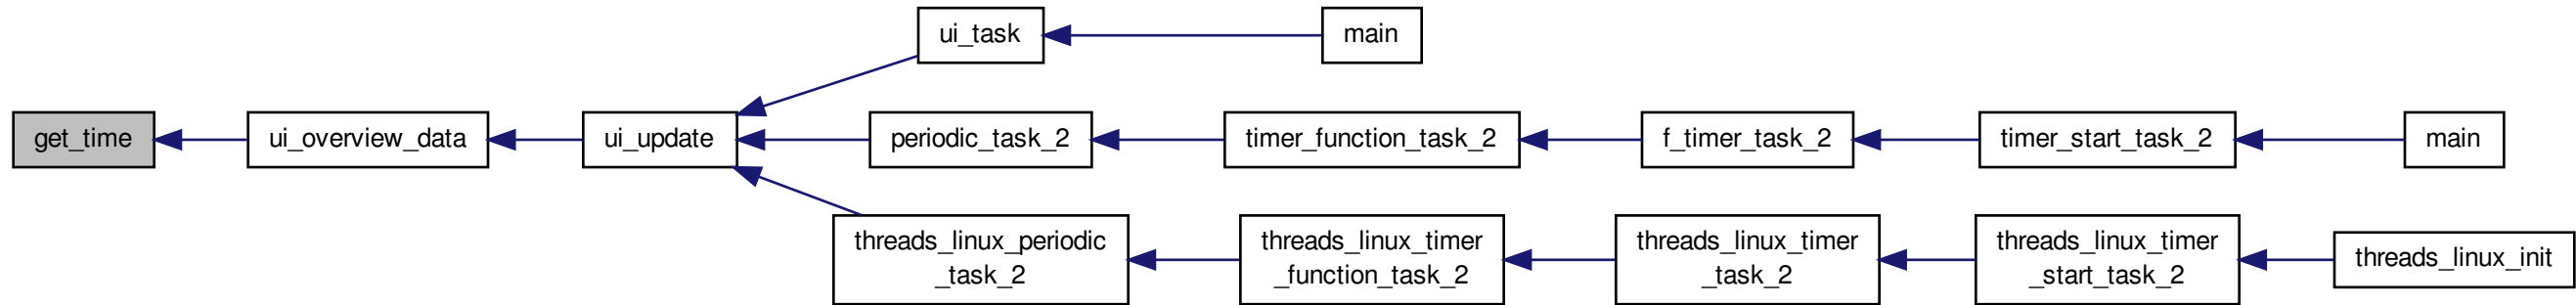 ui_task
main
get_time
ui_overview_data
ui_update
periodic_task_2
timer_function_task_2
f_timer_task_2
timer_start_task_2
main
threads_linux_periodic
_task_2
threads_linux_timer
_function_task_2
threads_linux_timer
_task_2
threads_linux_timer
_start_task_2
threads_linux_init